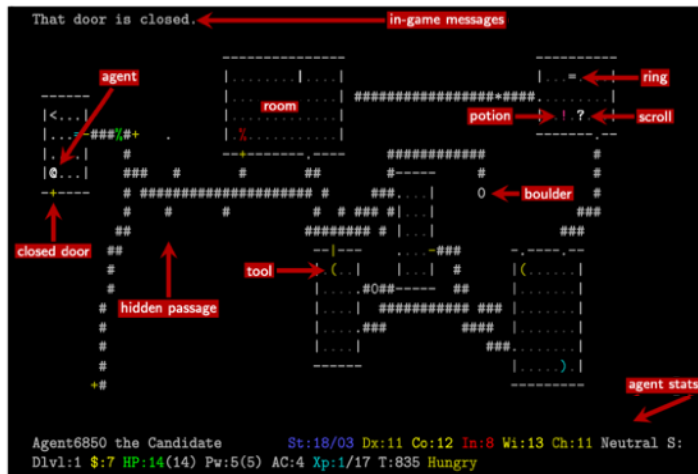 That door is closed.
in-game messages
agent
room
ring
potion
scroll
boulder
closed door
tool
hidden passage
agent stats
Agent6850 the Candidate St:18/03 Dx:11 Co:12 In:8 Wi:13 Ch:11 Neutral S:
Dlvl:1 $:7 HP:14(14) Pw:5(5) AC:4 Xp:1/17 T:835 Hungry